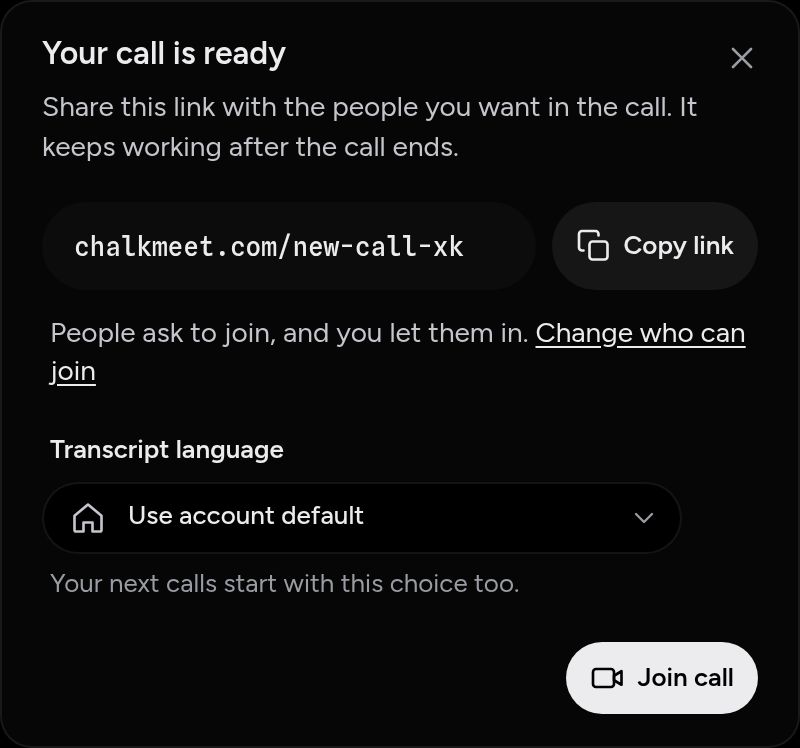 Your call is ready
Share this link with the people you want in the call. It
keeps working after the call ends.
chalkmeet.com/new-call-xk
Copy link
People ask to join, and you let them in. Change who can
join
Transcript language
Use account default
Your next calls start with this choice too.
Join call